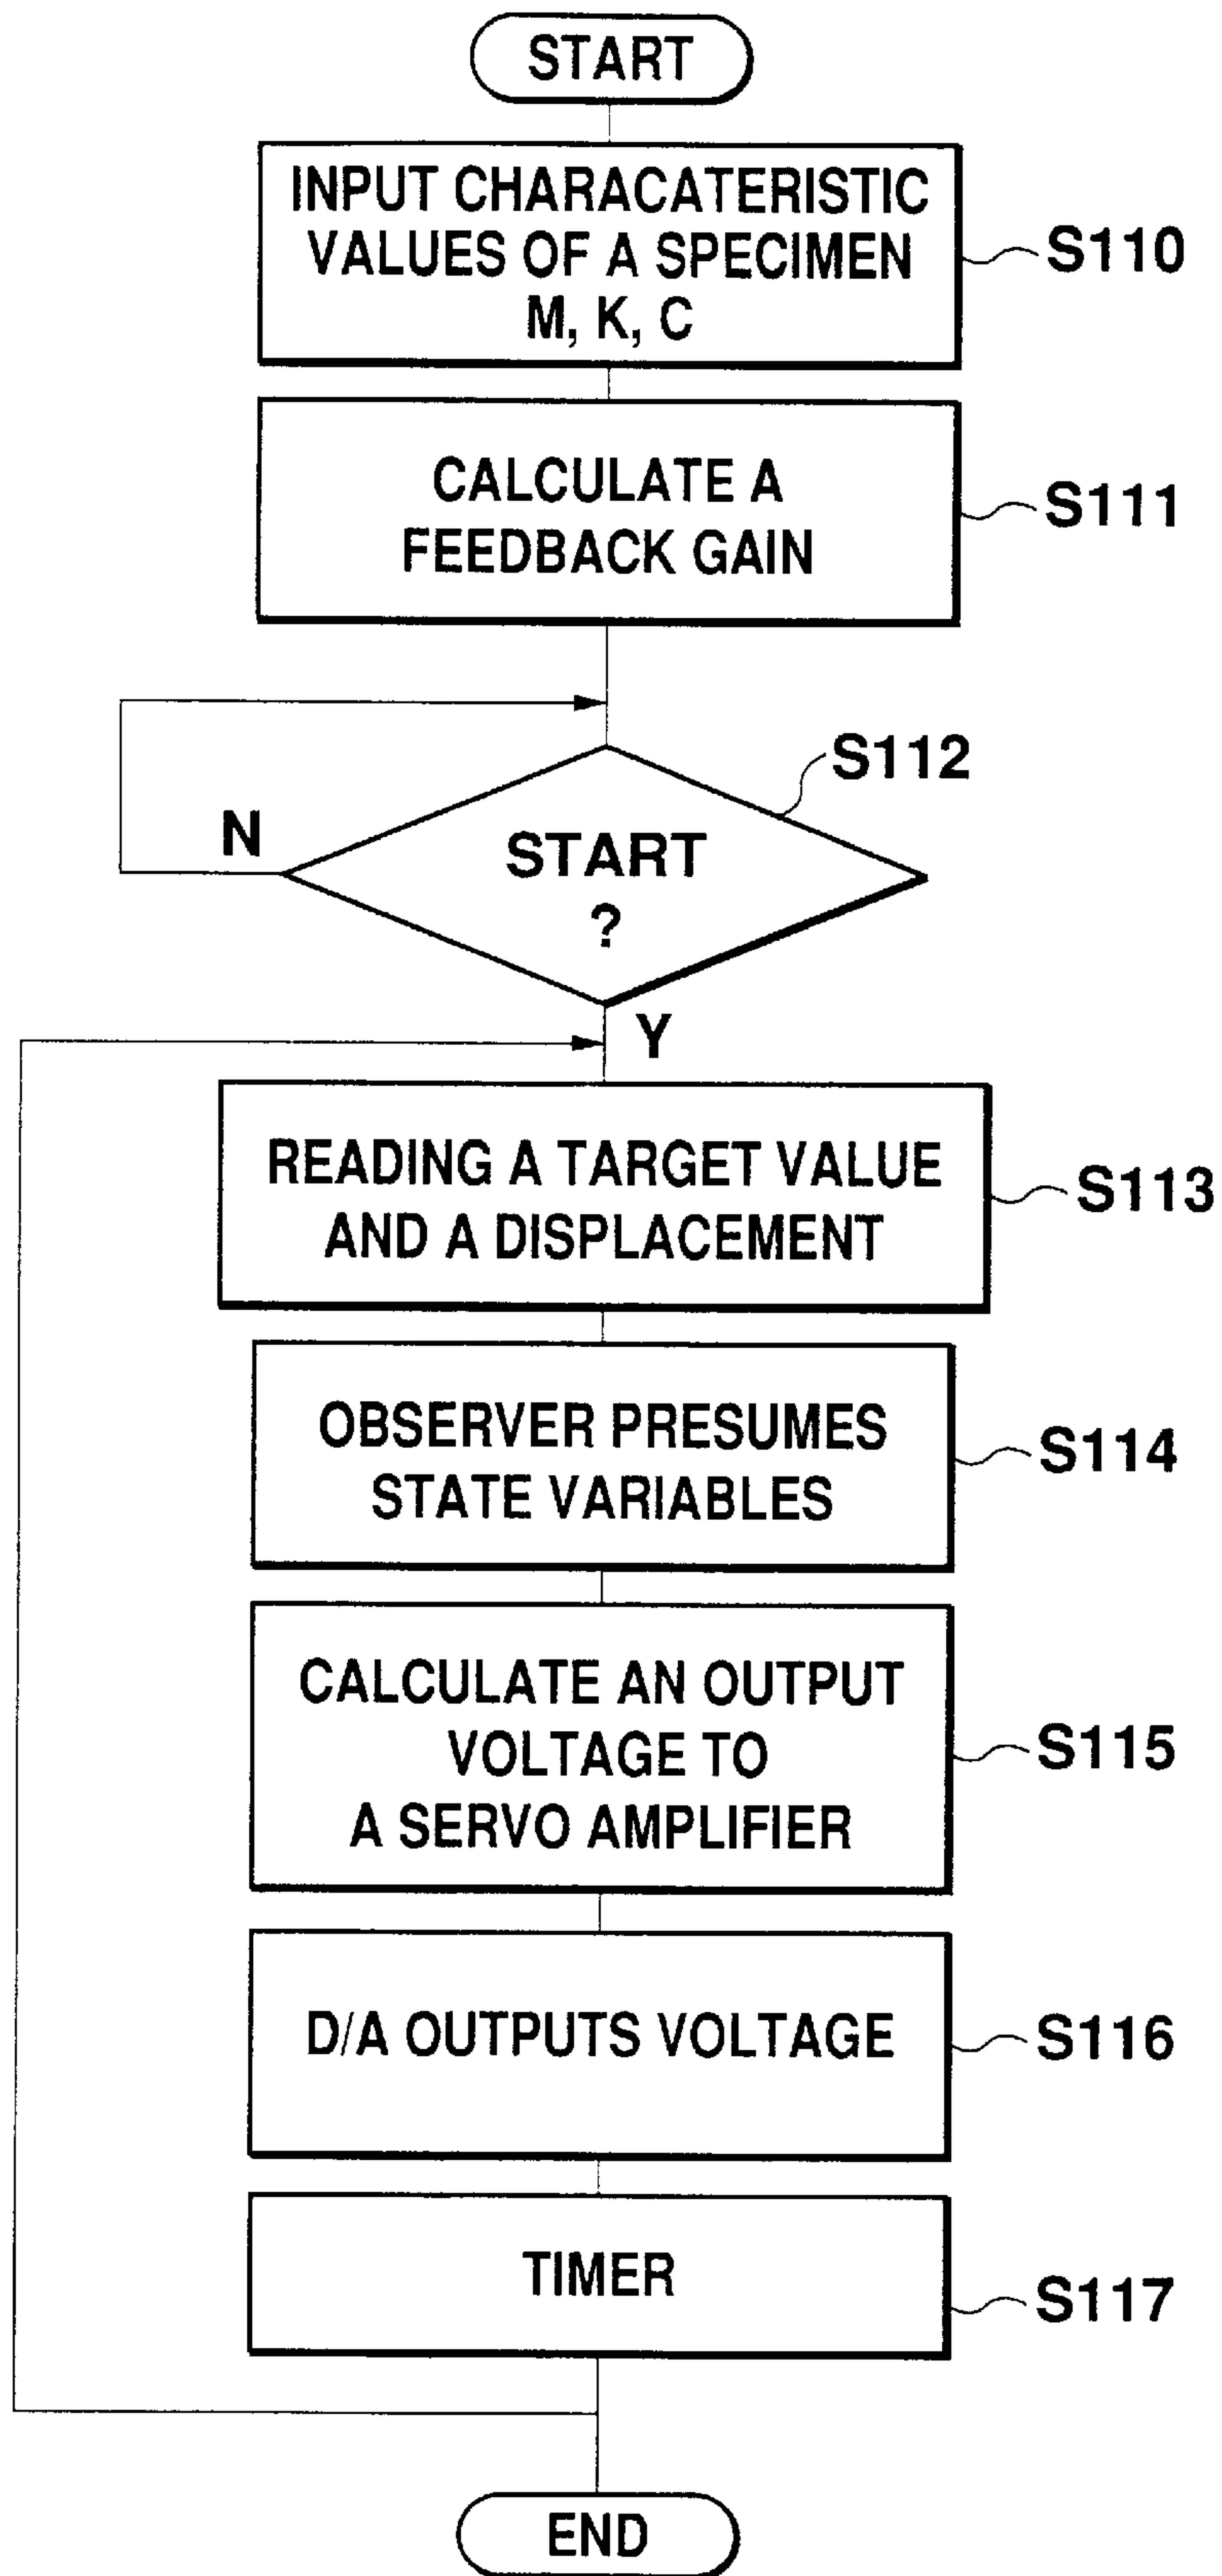 START
INPUT CHARACATERISTIC
VALUES OF A SPECIMEN
M, K, C
S110
CALCULATE A
FEEDBACK GAIN
S111
S112
N
START
?
Y
READING A TARGET VALUE
AND A DISPLACEMENT
S113
OBSERVER PRESUMES
STATE VARIABLES
S114
CALCULATE AN OUTPUT
VOLTAGE TO
A SERVO AMPLIFIER
S115
D/A OUTPUTS VOLTAGE
S116
TIMER
S117
END